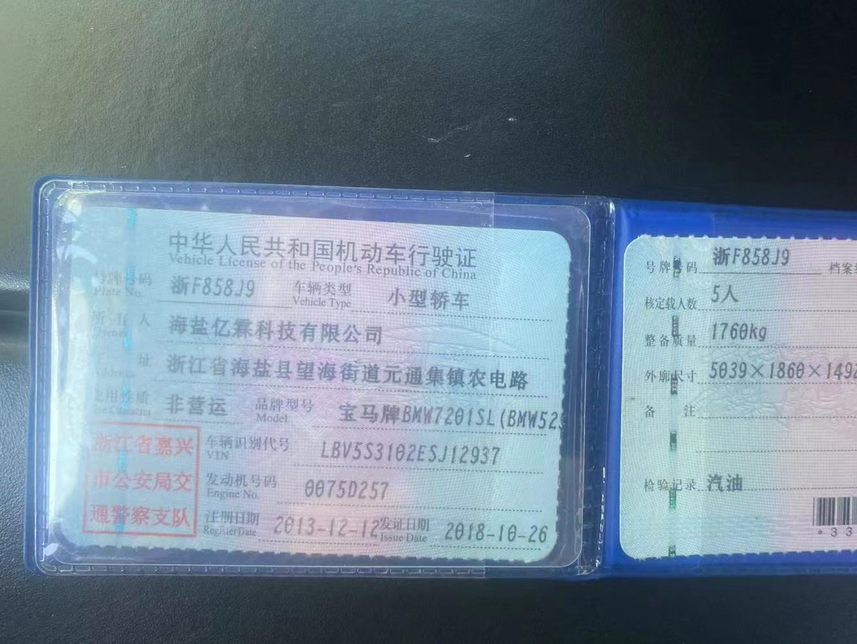 中华人民共和国机动车行驶证
Vehicle License of the People's Republic of China
号牌号码 浙F858J9 车辆类型 小型轿车
Plate No. Vehicle Type
所有人 海盐亿霖科技有限公司
Owner
住址 浙江省海盐县望海街道元通集镇农电路
Address
使用性质 非营运 品牌型号 宝马牌BMW7201SL(BMW52
Use Character Model
浙江省嘉兴
市公安局交
通警察支队
车辆识别代号 LBV5S3102ESJ12937
VIN
发动机号码 0075D257
Engine No.
注册日期 2013-12-12 发证日期 2018-10-26
Register Date Issue Date
号牌号码 浙F858J9 档案
核定载人数 5人
整备质量 1760kg
外廓尺寸 5039×1860×149
备注
检验记录 汽油
*33